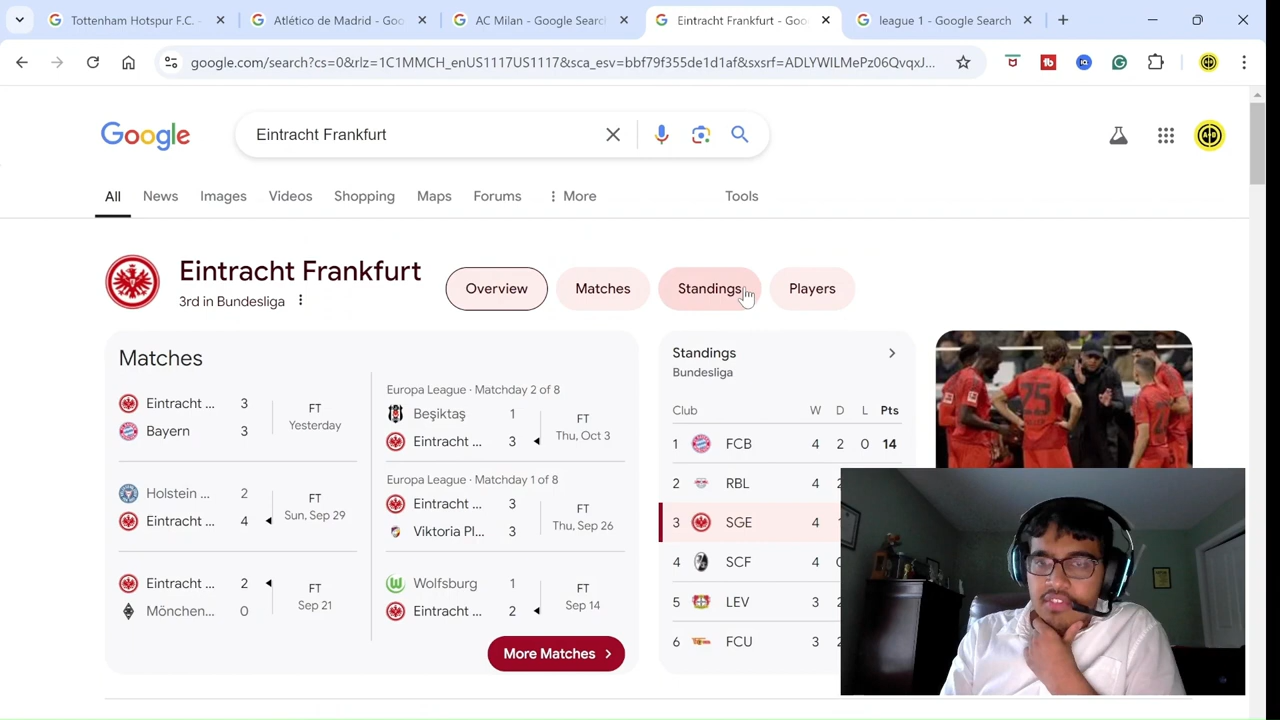 Tottenham Hotspur F.C. -
Atlético de Madrid - Goo
AC Milan - Google Searc
Eintracht Frankfurt - Goo
league 1 - Google Search
google.com/search?cs=0&rlz=1C1MMCH_enUS1117US1117&sca_esv=bbf79f355de1d1af&sxsrf=ADLYWILMePz06QvqxJ...
Google
Eintracht Frankfurt
All
News
Images
Videos
Shopping
Maps
Forums
More
Tools
Eintracht Frankfurt
3rd in Bundesliga
Overview
Matches
Standings
Players
Matches
Eintracht ... 3
Bayern 3
FT
Yesterday
Holstein ... 2
Eintracht ... 4
FT
Sun, Sep 29
Eintracht ... 2
Mönchen... 0
FT
Sep 21
Europa League · Matchday 2 of 8
Beşiktaş 1
Eintracht ... 3
FT
Thu, Oct 3
Europa League · Matchday 1 of 8
Eintracht ... 3
Viktoria Pl... 3
FT
Thu, Sep 26
Wolfsburg 1
Eintracht ... 2
FT
Sep 14
More Matches
Standings
Bundesliga
Club W D L Pts
1 FCB 4 2 0 14
2 RBL 4
3 SGE 4
4 SCF 4
5 LEV 3
6 FCU 3
25